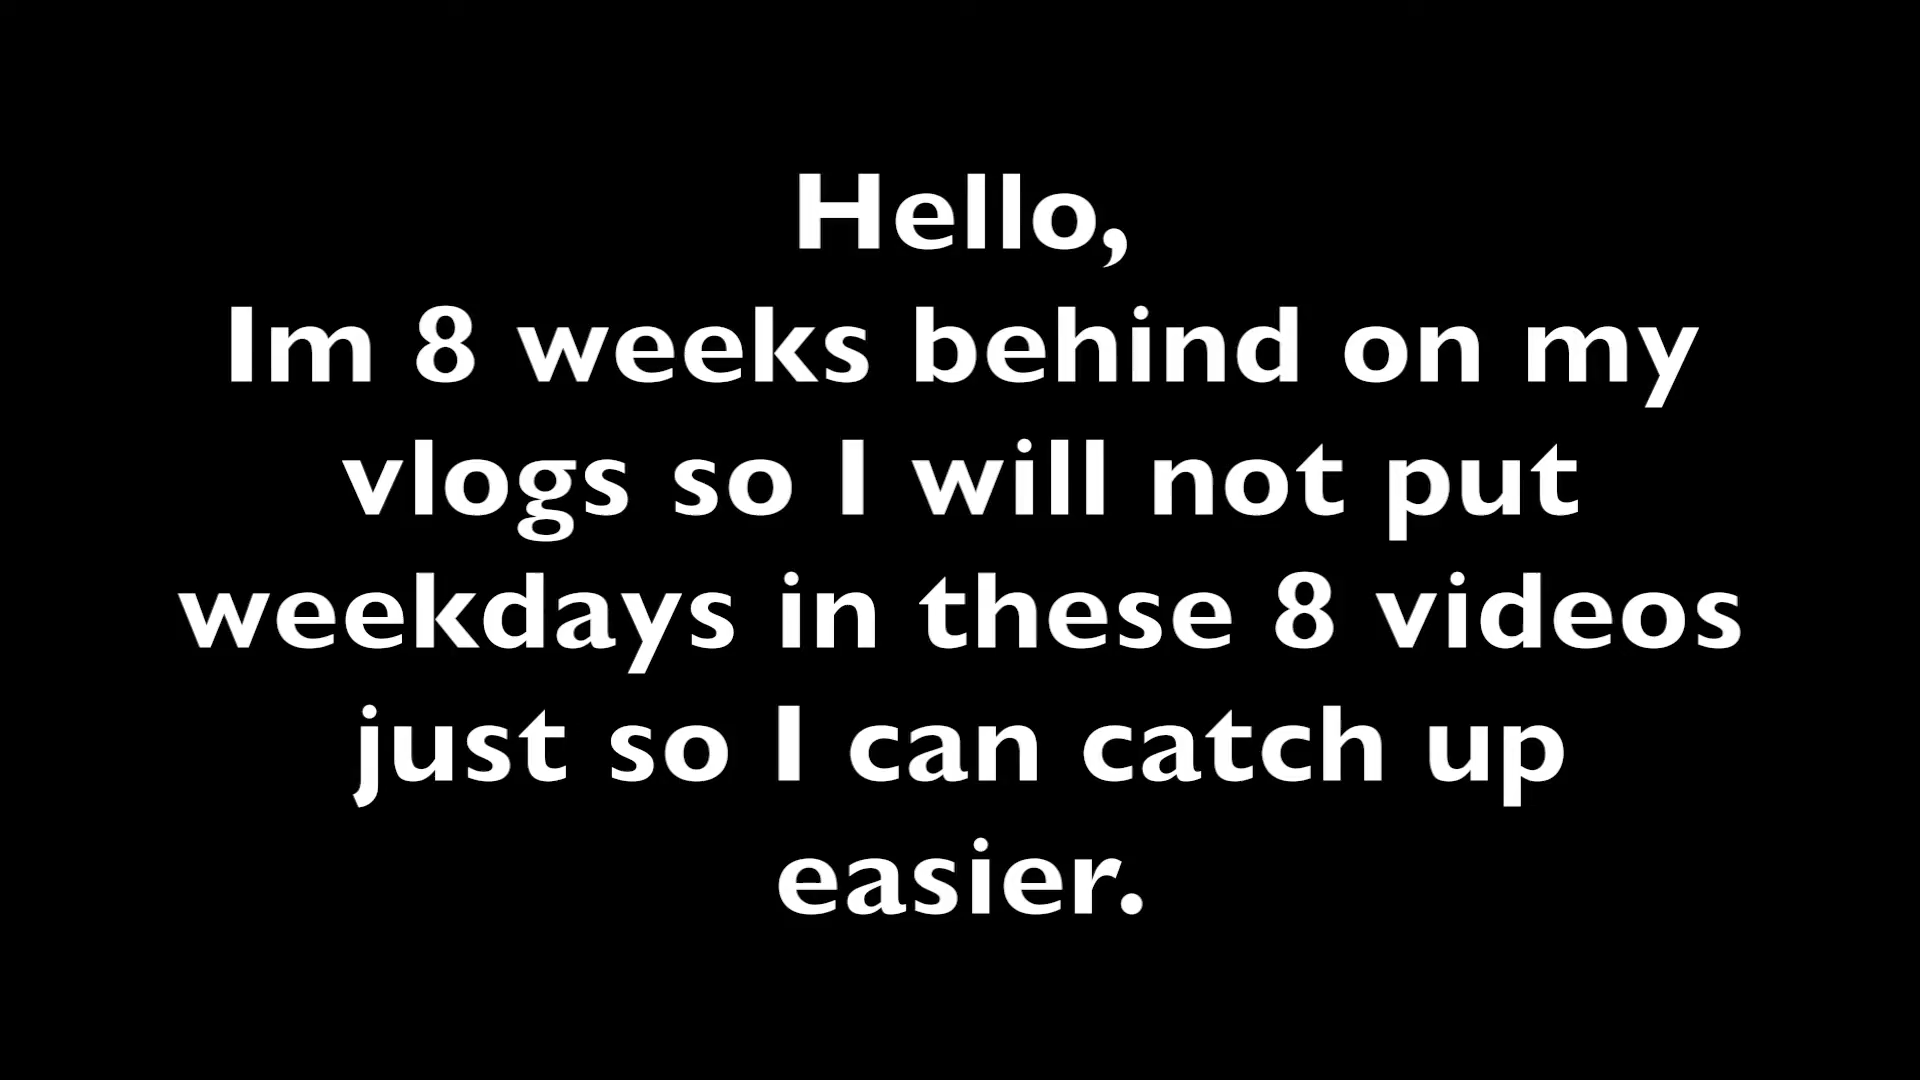 Hello,
Im 8 weeks behind on my
vlogs so I will not put
weekdays in these 8 videos
just so I can catch up
easier.